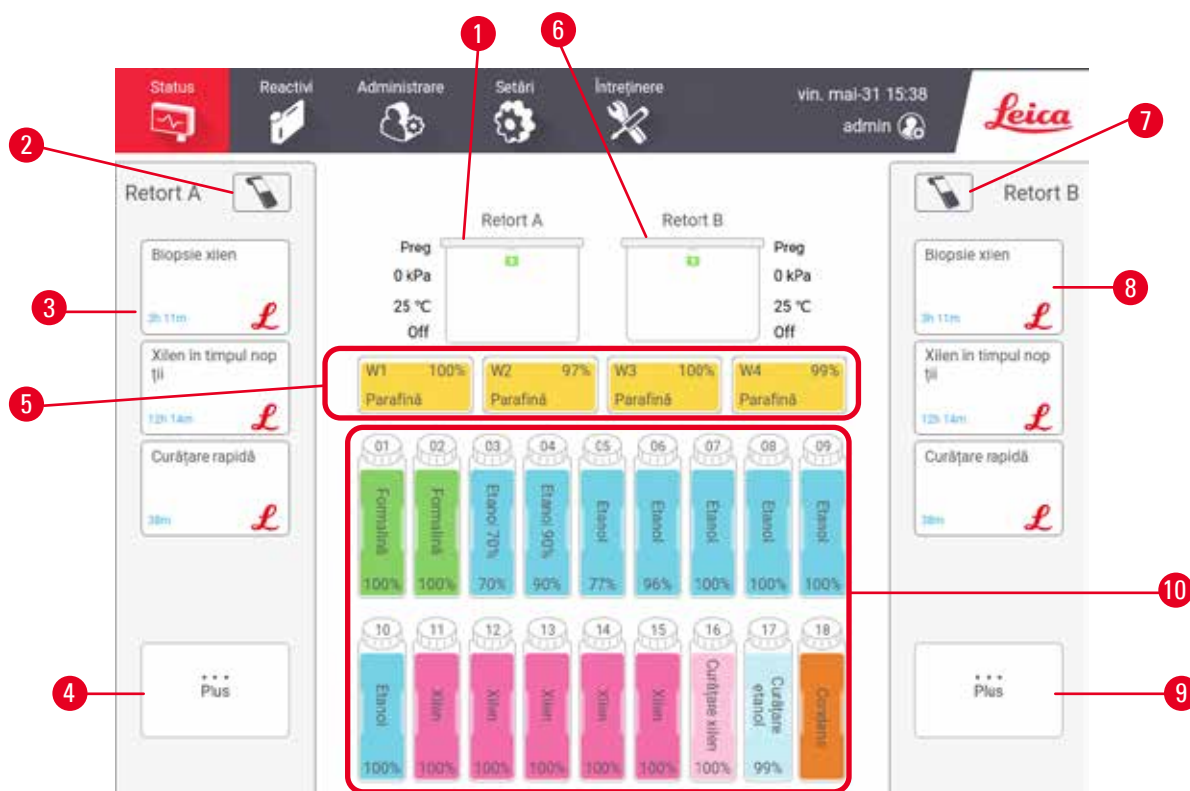 1
6
Status
Reactivi
Administrare
Setări
Întreținere
vin. mai-31 15:38
admin
Leica
2
7
Retort A
Retort B
Retort A
Retort B
Preg
0 kPa
25 °C
Off
Preg
0 kPa
25 °C
Off
3
Biopsie xilen
3h 11m
Xilen în timpul nop
ții
12h 14m
Curățare rapidă
38m
Biopsie xilen
3h 11m
Xilen în timpul nop
ții
12h 14m
Curățare rapidă
38m
8
5
W1 100%
Parafină
W2 97%
Parafină
W3 100%
Parafină
W4 99%
Parafină
01 02 03 04 05 06 07 08 09
Formalină
Formalină
Etanol 70%
Etanol 90%
Etanol
Etanol
Etanol
Etanol
Etanol
100% 100% 70% 90% 77% 96% 100% 100% 100%
10
10 11 12 13 14 15 16 17 18
Etanol
Xilen
Xilen
Xilen
Xilen
Xilen
Curățare xilen
Curățare
etanol
Condens
100% 100% 100% 100% 100% 100% 100% 99%
4
...
Plus
...
Plus
9